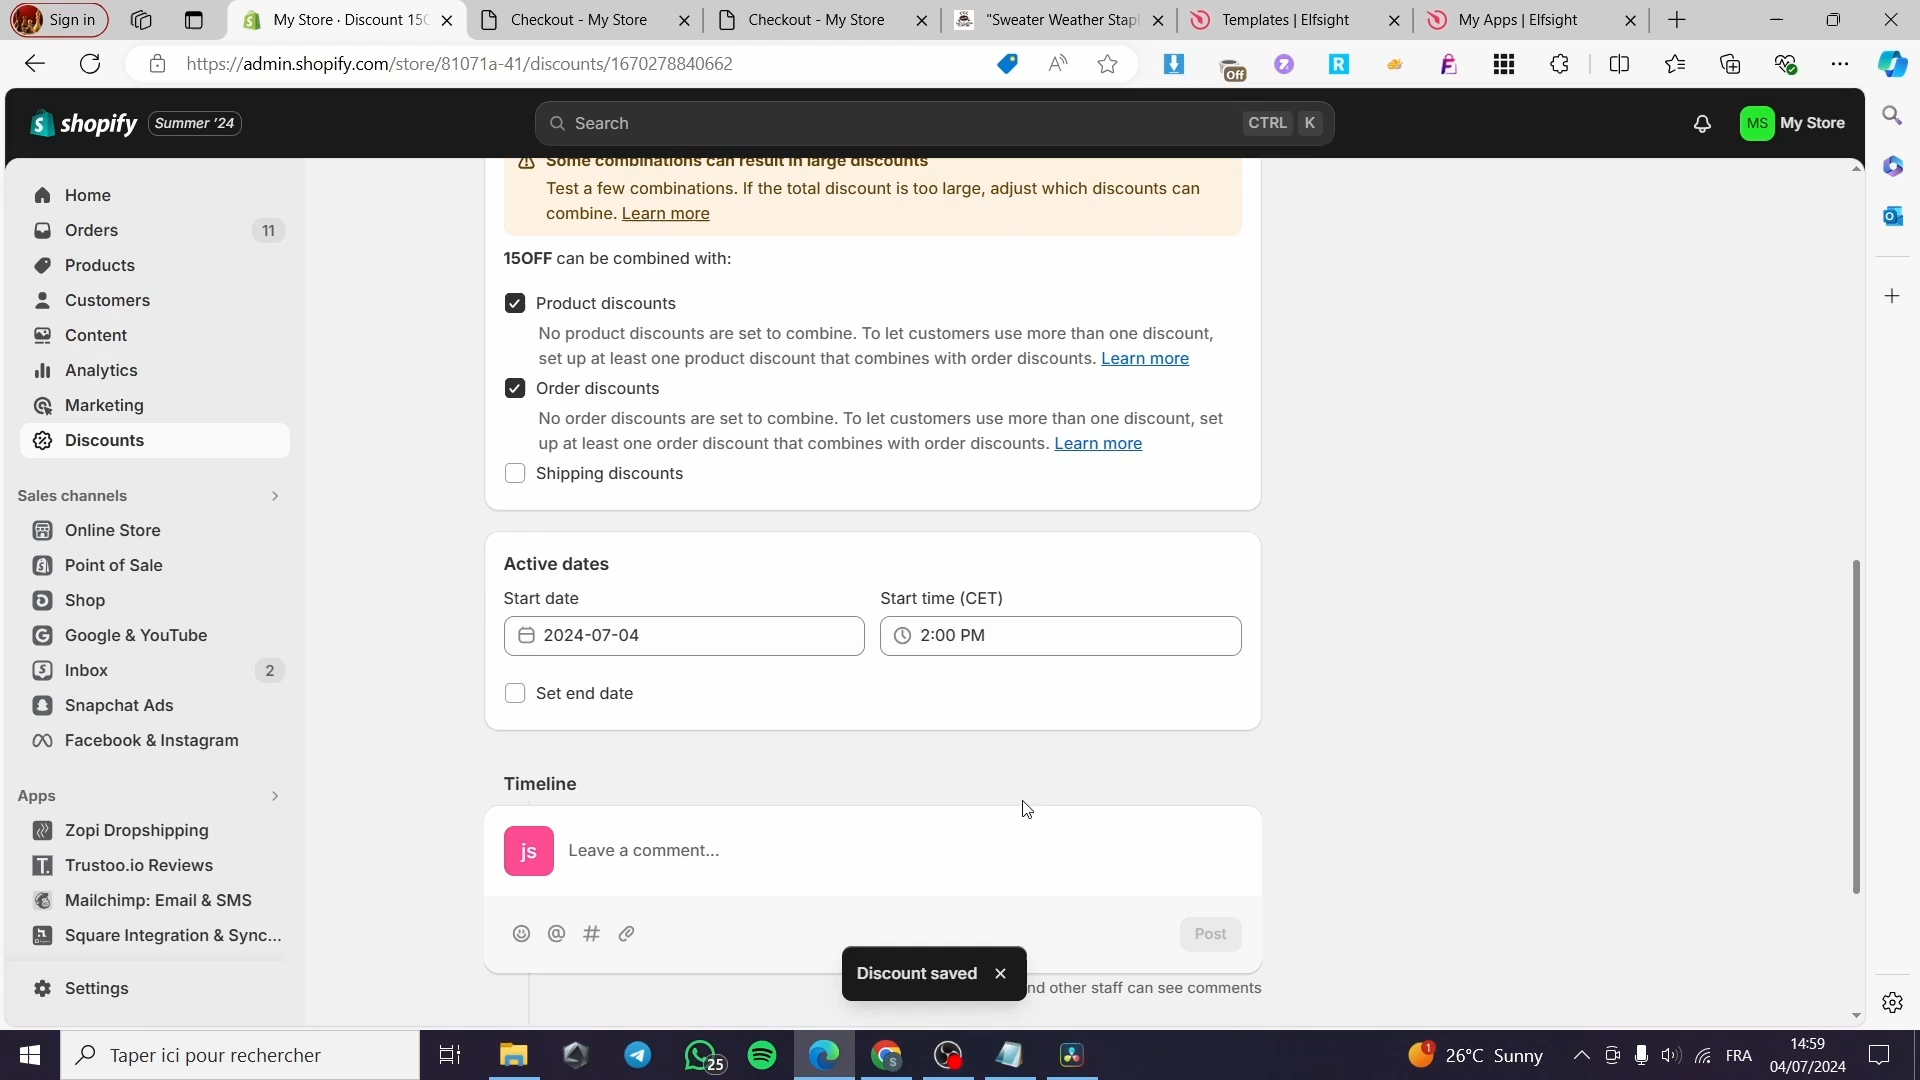 Sign in
My Store · Discount 15
Checkout - My Store
Checkout - My Store
"Sweater Weather Stapl
Templates | Elfsight
My Apps | Elfsight
https://admin.shopify.com/store/81071a-41/discounts/1670278840662
Off
shopify
Summer '24
Search
CTRL K
MS
My Store
Home
Orders
11
Products
Customers
Content
Analytics
Marketing
Discounts
Sales channels
Online Store
Point of Sale
Shop
Google & YouTube
Inbox
2
Snapchat Ads
Facebook & Instagram
Apps
Zopi Dropshipping
Trustoo.io Reviews
Mailchimp: Email & SMS
Square Integration & Sync...
Settings
Some combinations can result in large discounts
Test a few combinations. If the total discount is too large, adjust which discounts can
combine. Learn more
15OFF can be combined with:
Product discounts
No product discounts are set to combine. To let customers use more than one discount,
set up at least one product discount that combines with order discounts. Learn more
Order discounts
No order discounts are set to combine. To let customers use more than one discount, set
up at least one order discount that combines with order discounts. Learn more
Shipping discounts
Active dates
Start date
Start time (CET)
2024-07-04
2:00 PM
Set end date
Timeline
js
Leave a comment...
Post
Discount saved
nd other staff can see comments
Taper ici pour rechercher
25
1
26°C Sunny
FRA
14:59
04/07/2024